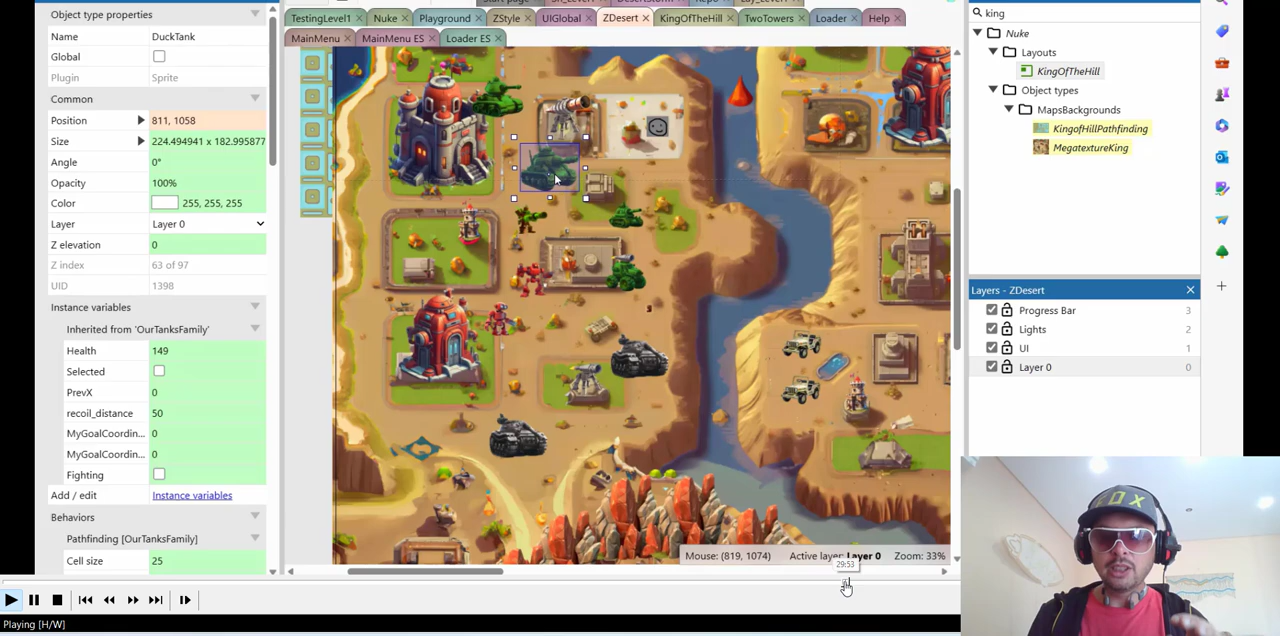 Object type properties
Name DuckTank
Global
Plugin Sprite
Common
Position 811, 1058
Size 224.494941 x 182.995877
Angle 0°
Opacity 100%
Color 255, 255, 255
Layer Layer 0
Z elevation 0
Z index 63 of 97
UID 1398
Instance variables
Inherited from 'OurTanksFamily'
Health 149
Selected
PrevX 0
recoil_distance 50
MyGoalCoordin... 0
MyGoalCoordin... 0
Fighting
Add / edit Instance variables
Behaviors
Pathfinding [OurTanksFamily]
Cell size 25
TestingLevel1 Nuke Playground ZStyle UIGlobal ZDesert KingOfTheHill TwoTowers Loader Help
MainMenu MainMenu ES Loader ES
Mouse: (819, 1074) Active layer: Layer 0 Zoom: 33%
29:53
king
Nuke
Layouts
KingOfTheHill
Object types
MapsBackgrounds
KingofHillPathfinding
MegatextureKing
Layers - ZDesert
Progress Bar 3
Lights 2
UI 1
Layer 0 0
Playing [H/W]